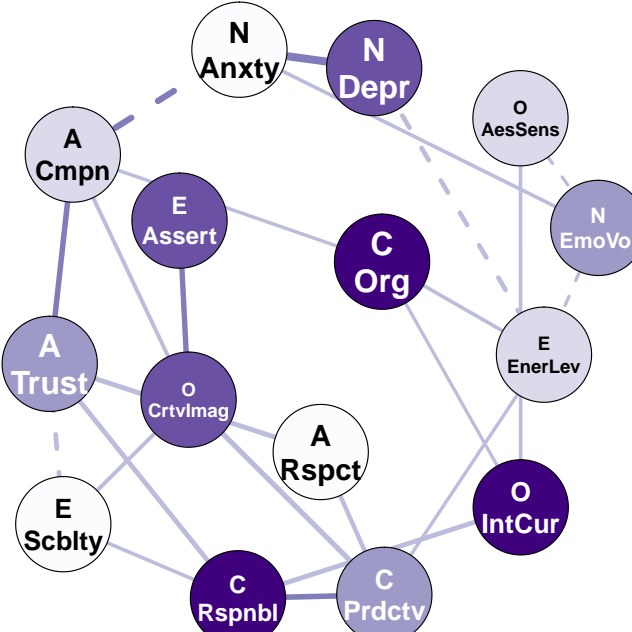 N
Anxty
N
Depr
O
AesSens
A
Cmpn
E
Assert
N
EmoVo
C
Org
E
EnerLev
A
Trust
O
CrtvImag
A
Rspct
E
Scblty
O
IntCur
C
Rspnbl
C
Prdctv